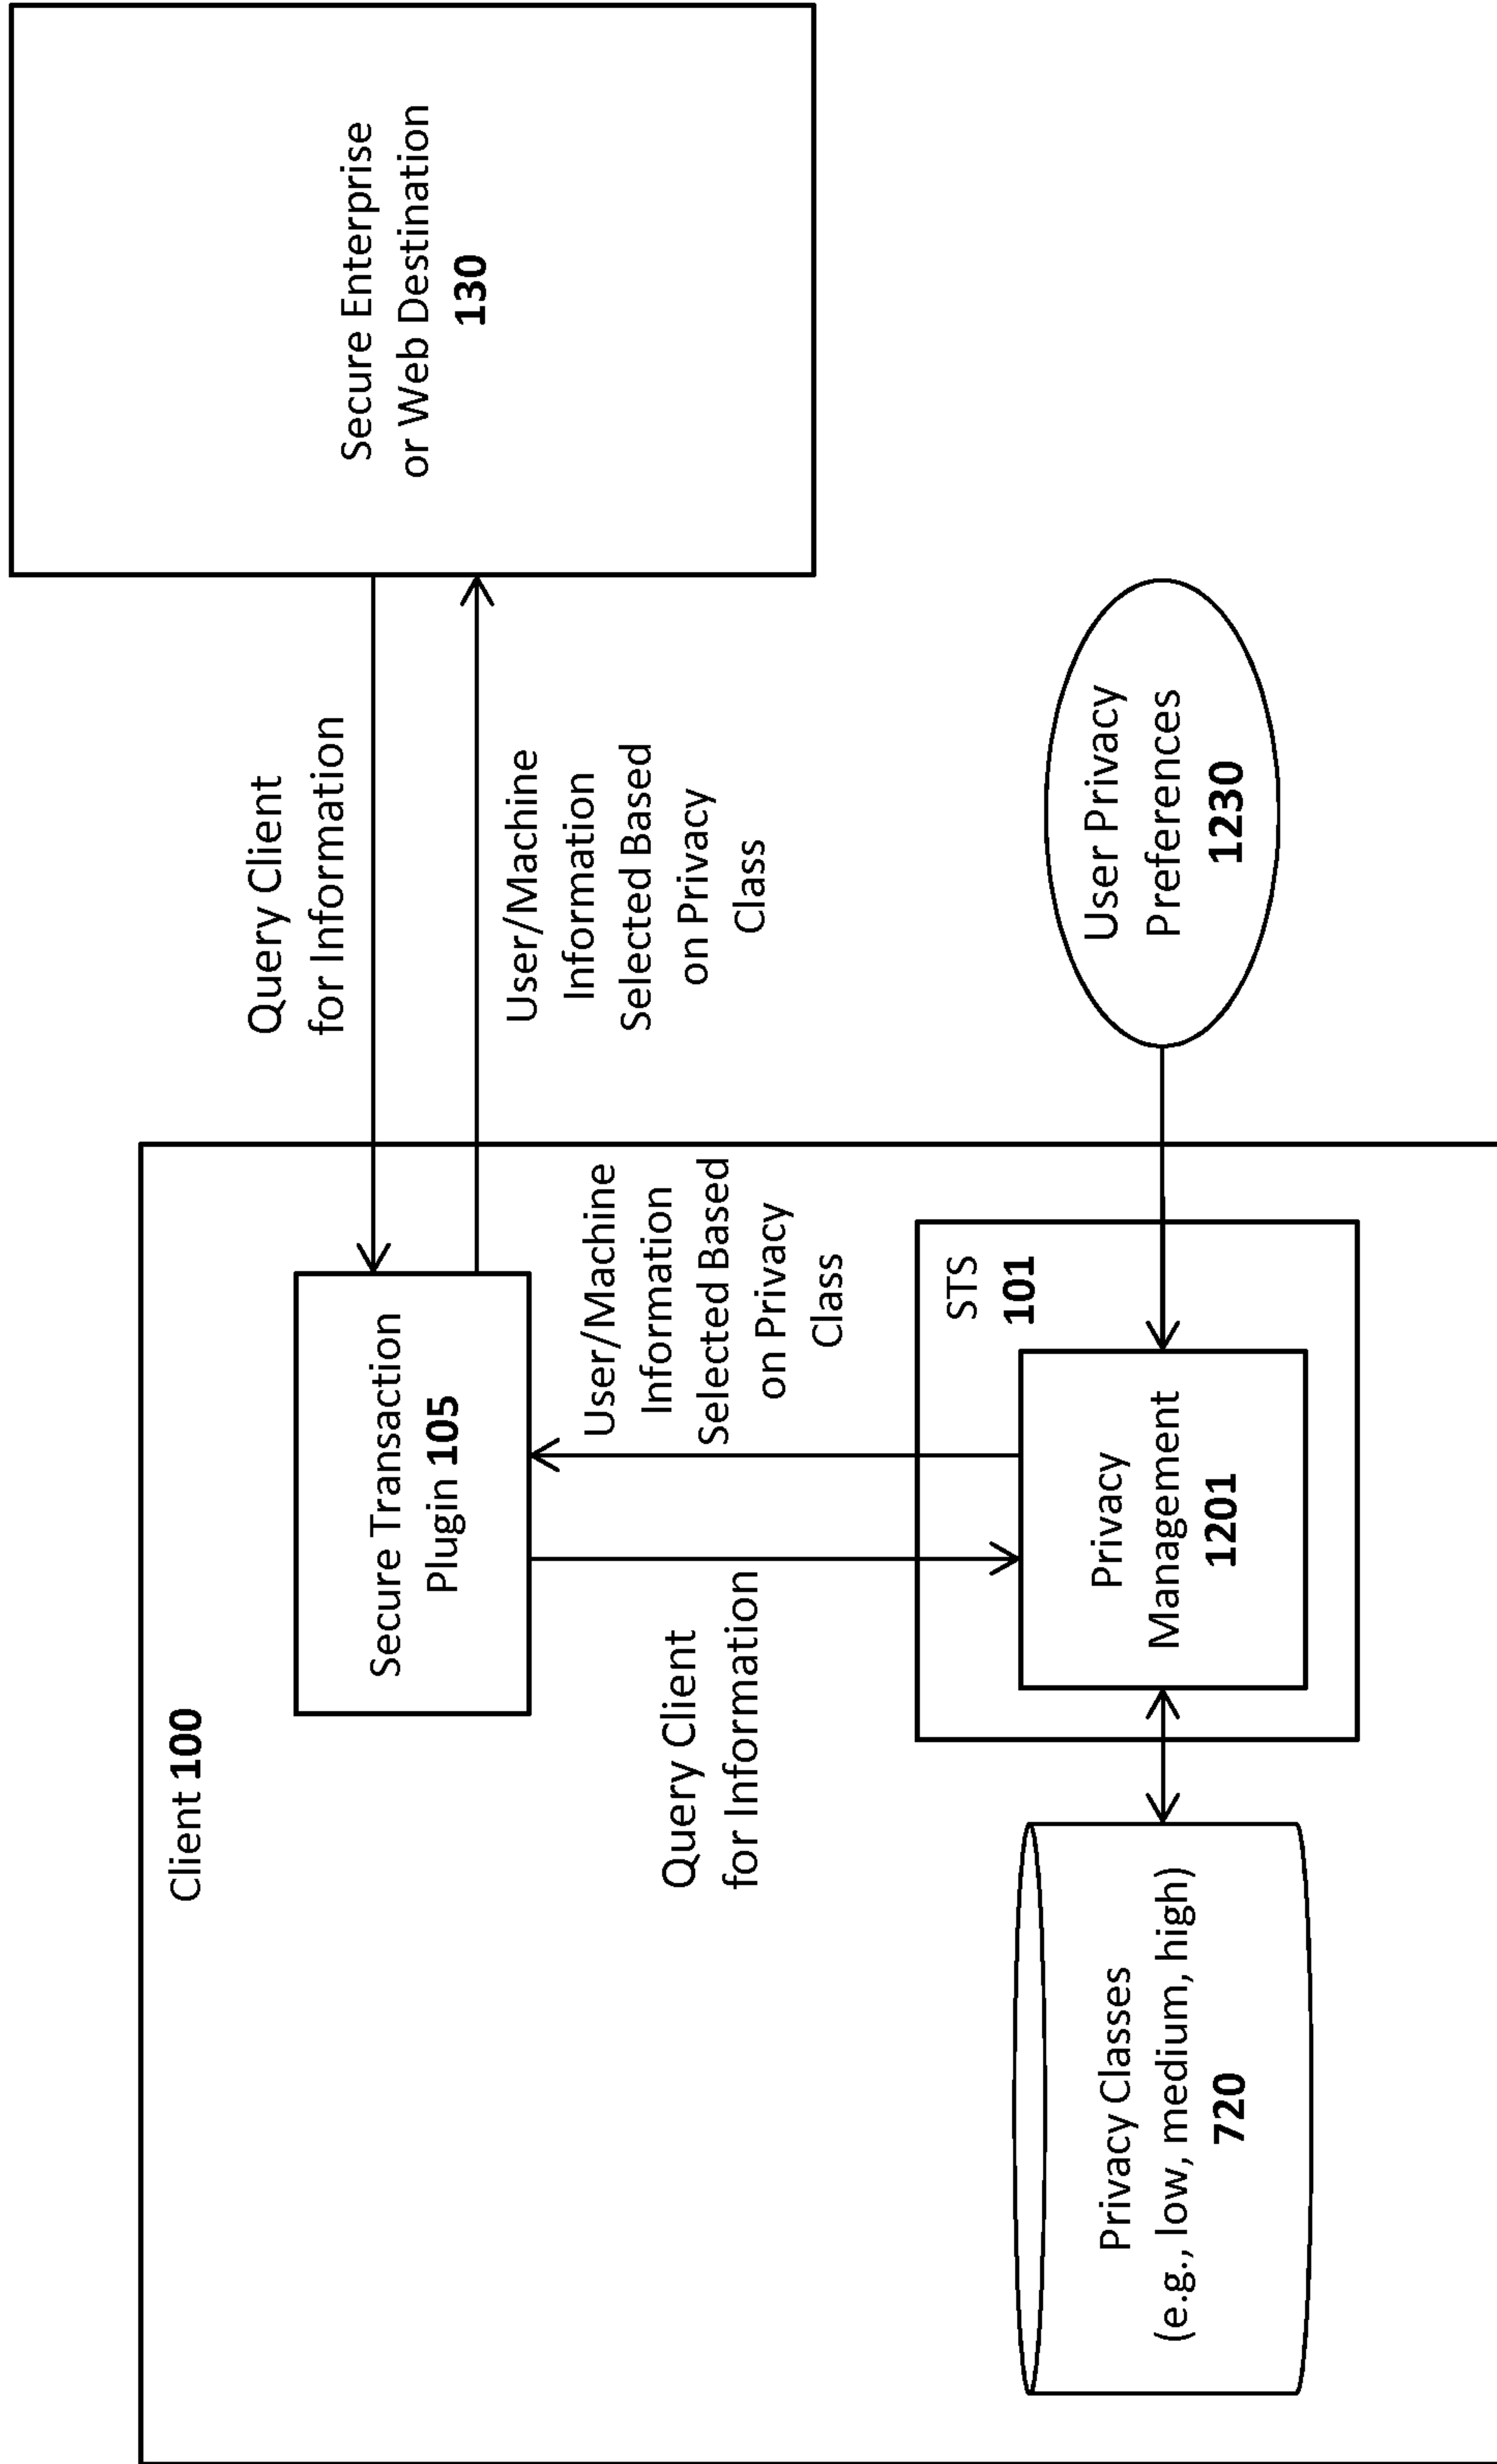 Client 100
Secure Transaction
Plugin 105
Query Client
for Information
User/Machine
Information
Selected Based
on Privacy
Class
Secure Enterprise
or Web Destination
130
Query Client
for Information
User/Machine
Information
Selected Based
on Privacy
Class
STS
101
Privacy
Management
1201
Privacy Classes
(e.g., low, medium, high)
720
User Privacy
Preferences
1230